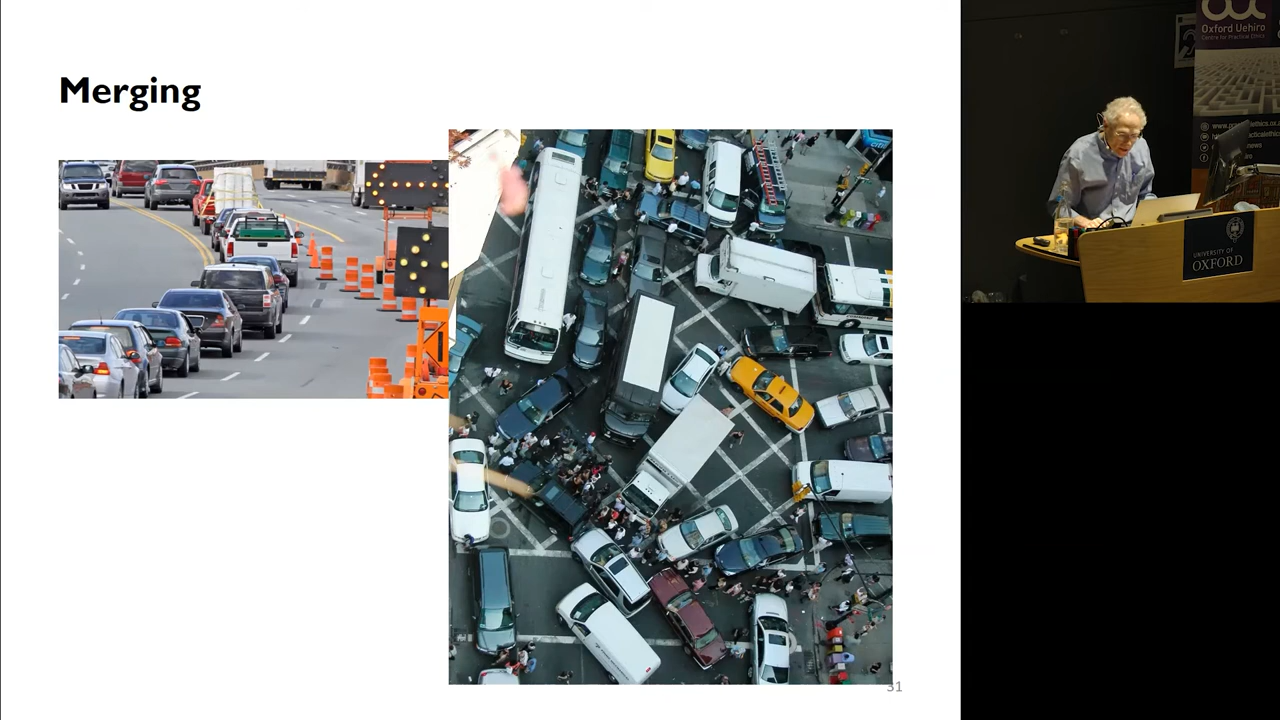 Merging
31
Oxford Uehiro
Centre for Practical Ethics
UNIVERSITY OF
OXFORD